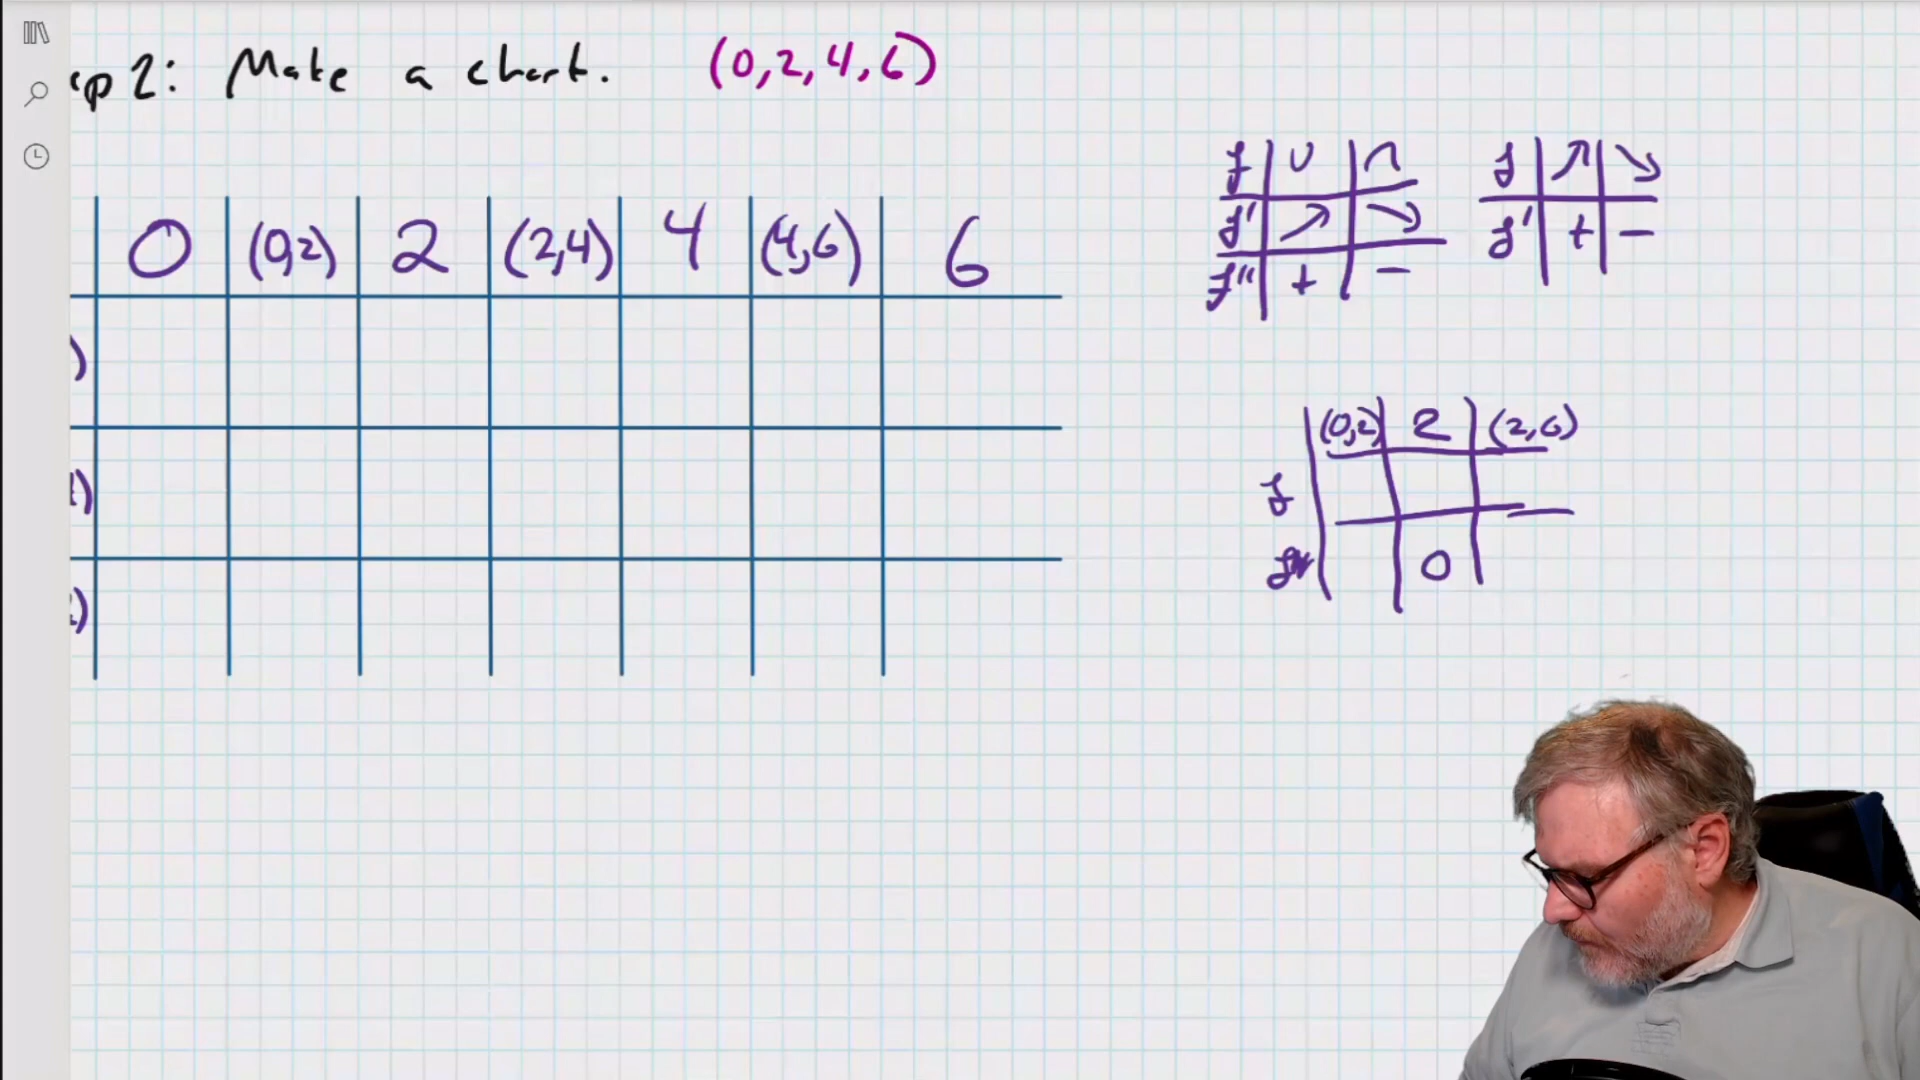 ep 2: Make a chart. (0,2,4,6)
0 (0,2) 2 (2,4) 4 (4,6) 6
)
)
)
f ∪ ∩
f' ↗ ↘
f" + −
f ↗ ↘
f' + −
(0,2) 2 (2,6)
f
0